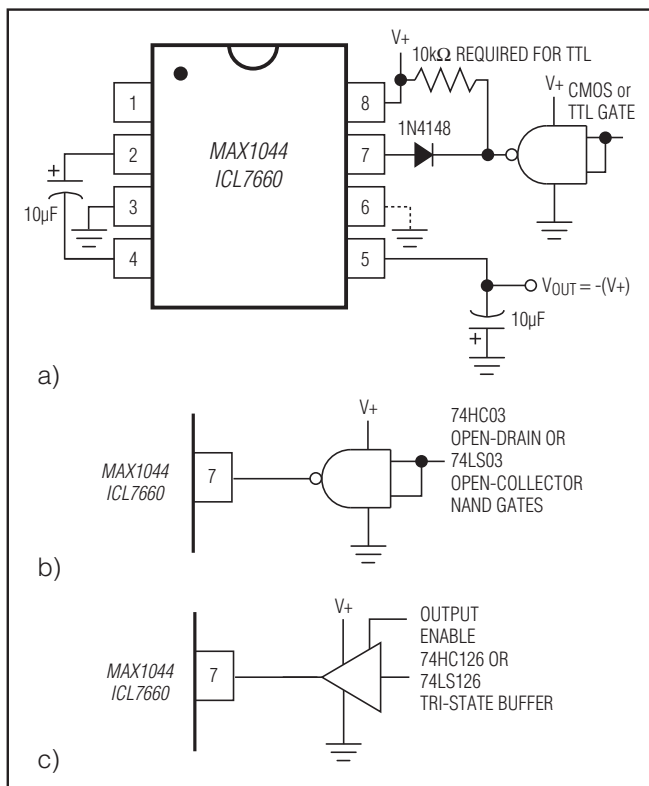 V+
10kΩ REQUIRED FOR TTL
1
8
V+
CMOS or
TTL GATE
1N4148
2
MAX1044
ICL7660
7
+
10µF
3
6
4
5
VOUT = -(V+)
10µF
+
a)
V+
74HC03
OPEN-DRAIN OR
74LS03
OPEN-COLLECTOR
NAND GATES
MAX1044
ICL7660
7
b)
V+
OUTPUT
ENABLE
74HC126 OR
74LS126
TRI-STATE BUFFER
MAX1044
ICL7660
7
c)